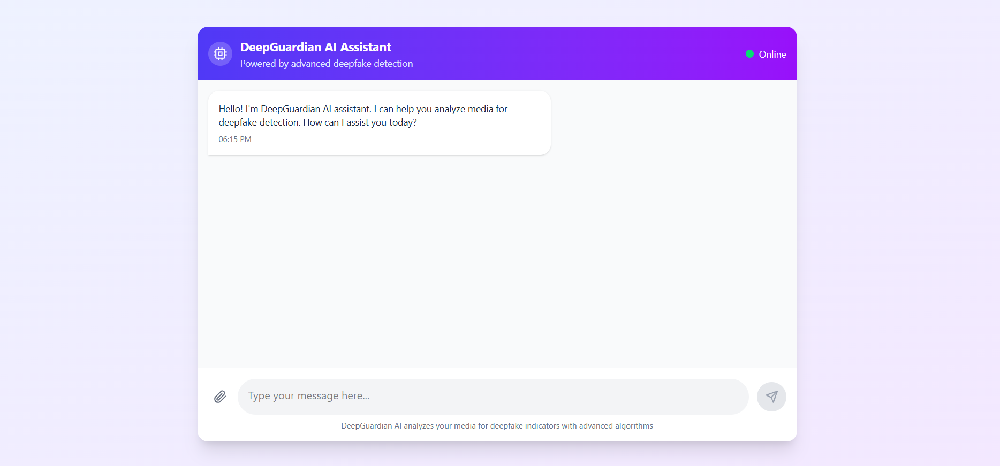 DeepGuardian AI Assistant
Powered by advanced deepfake detection
Online
Hello! I'm DeepGuardian AI assistant. I can help you analyze media for
deepfake detection. How can I assist you today?
06:15 PM
Type your message here...
DeepGuardian AI analyzes your media for deepfake indicators with advanced algorithms